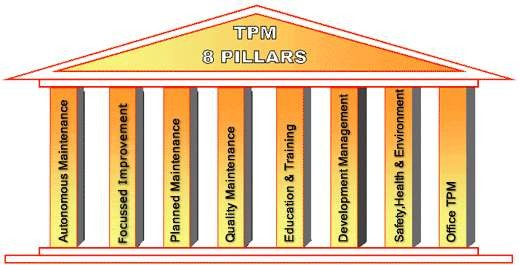 TPM
8 PILLARS
Autonomous Maintenance
Focussed Improvement
Planned Maintenance
Quality Maintenance
Education & Training
Development Management
Safety,Health & Environment
Office TPM